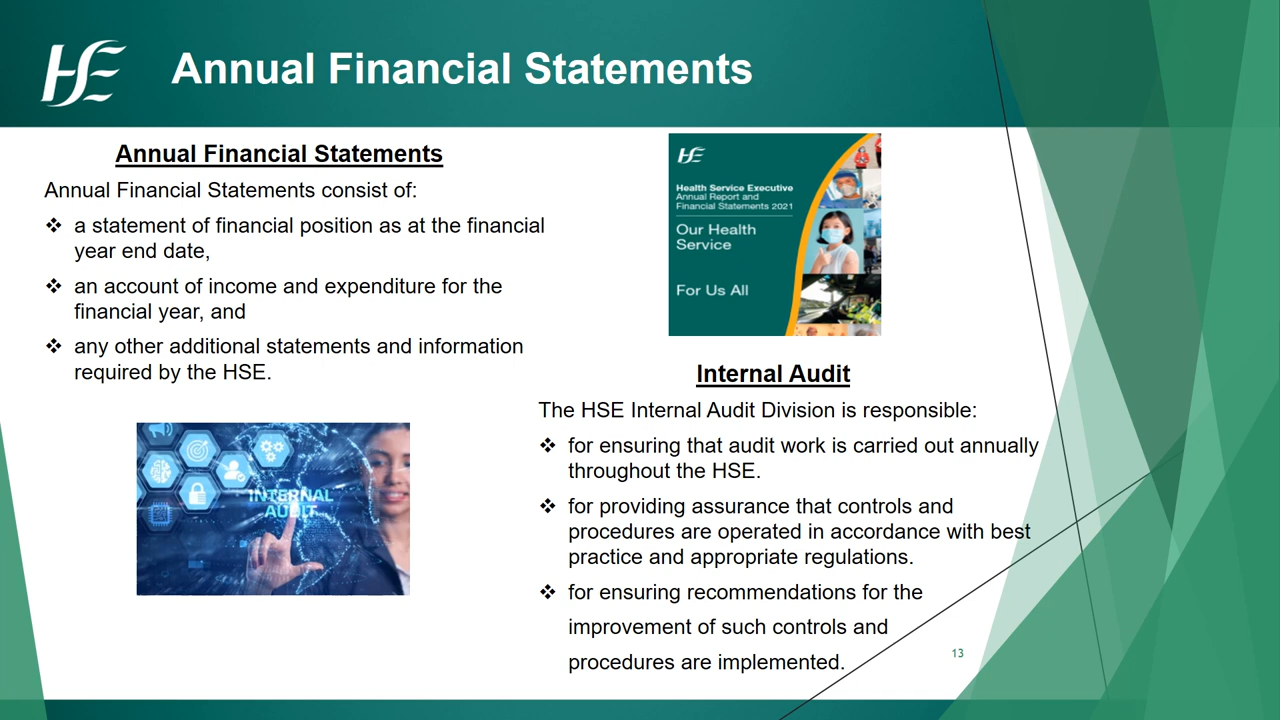 HSE
Annual Financial Statements
Annual Financial Statements
Annual Financial Statements consist of:
❖ a statement of financial position as at the financial
year end date,
❖ an account of income and expenditure for the
financial year, and
❖ any other additional statements and information
required by the HSE.
INTERNAL
AUDIT
HSE
Health Service Executive
Annual Report and
Financial Statements 2021
Our Health
Service
For Us All
Internal Audit
The HSE Internal Audit Division is responsible:
❖ for ensuring that audit work is carried out annually
throughout the HSE.
❖ for providing assurance that controls and
procedures are operated in accordance with best
practice and appropriate regulations.
❖ for ensuring recommendations for the
improvement of such controls and
procedures are implemented.
13